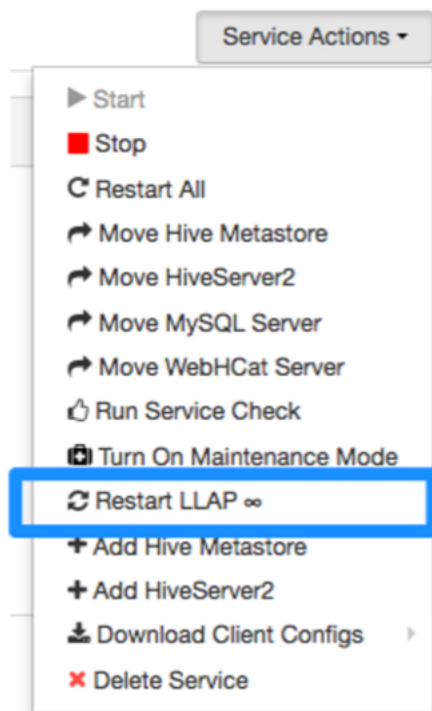 Service Actions
Start
Stop
Restart All
Move Hive Metastore
Move HiveServer2
Move MySQL Server
Move WebHCat Server
Run Service Check
Turn On Maintenance Mode
Restart LLAP ∞
Add Hive Metastore
Add HiveServer2
Download Client Configs
Delete Service